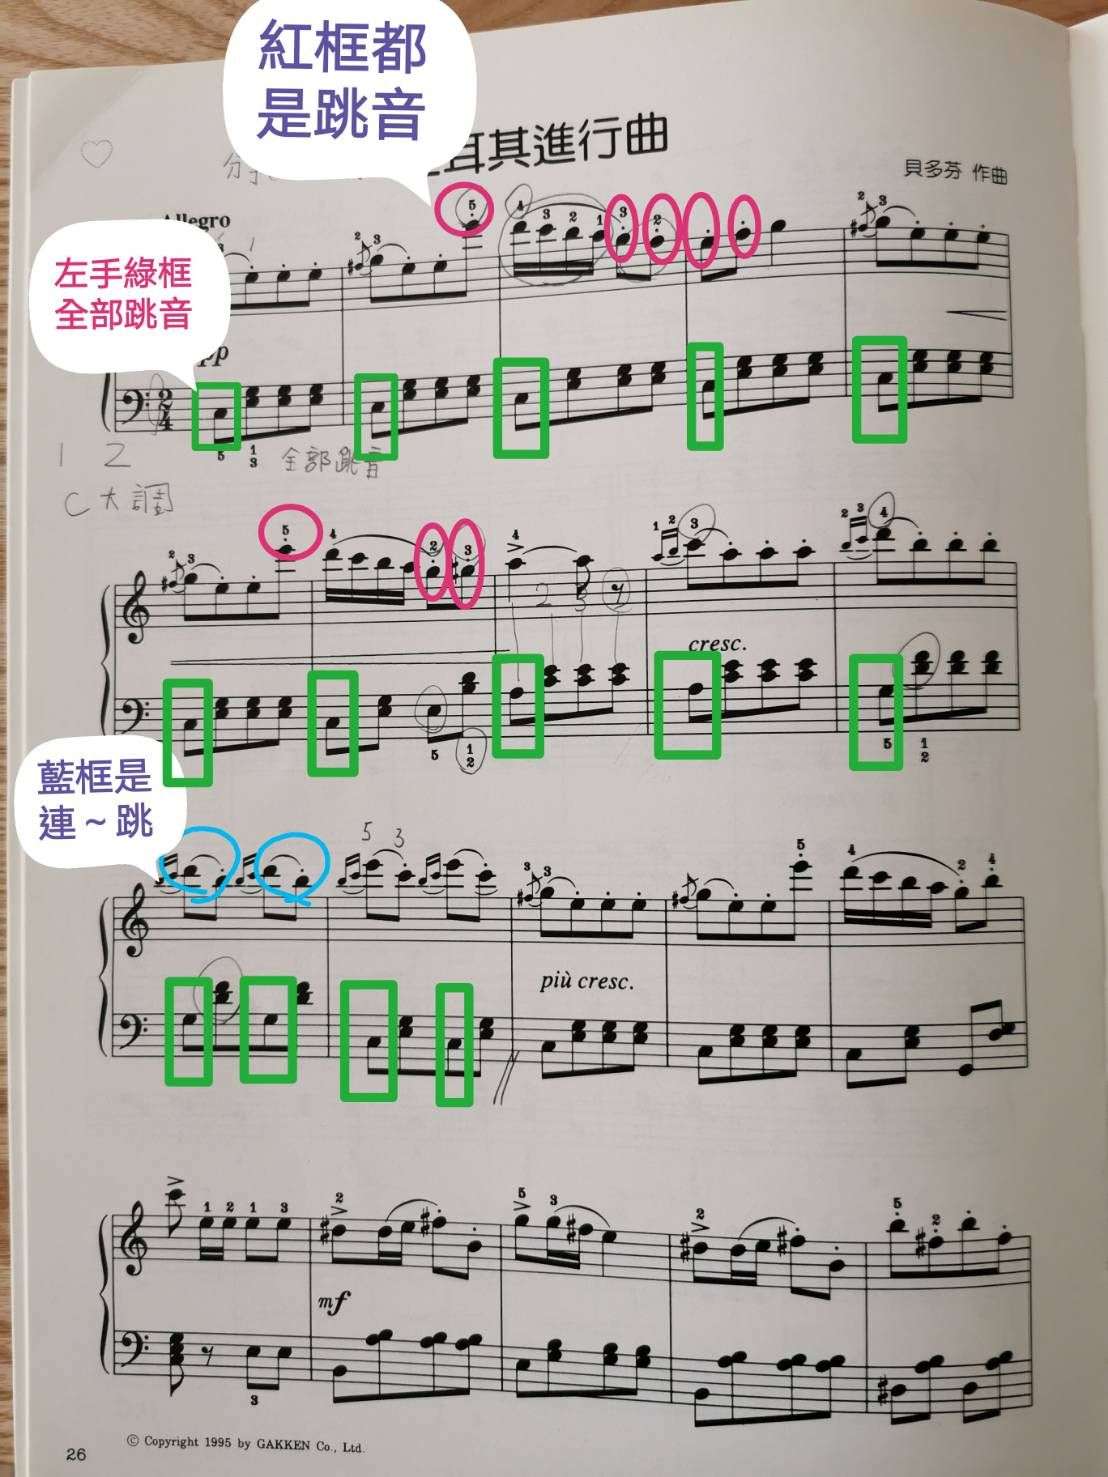 紅框都
是跳音
耳其進行曲
貝多芬 作曲
Allegro
左手綠框
全部跳音
pp
1 2
全部跳音
C大調
cresc.
藍框是
連～跳
5 3
più cresc.
mf
© Copyright 1995 by GAKKEN Co., Ltd.
26